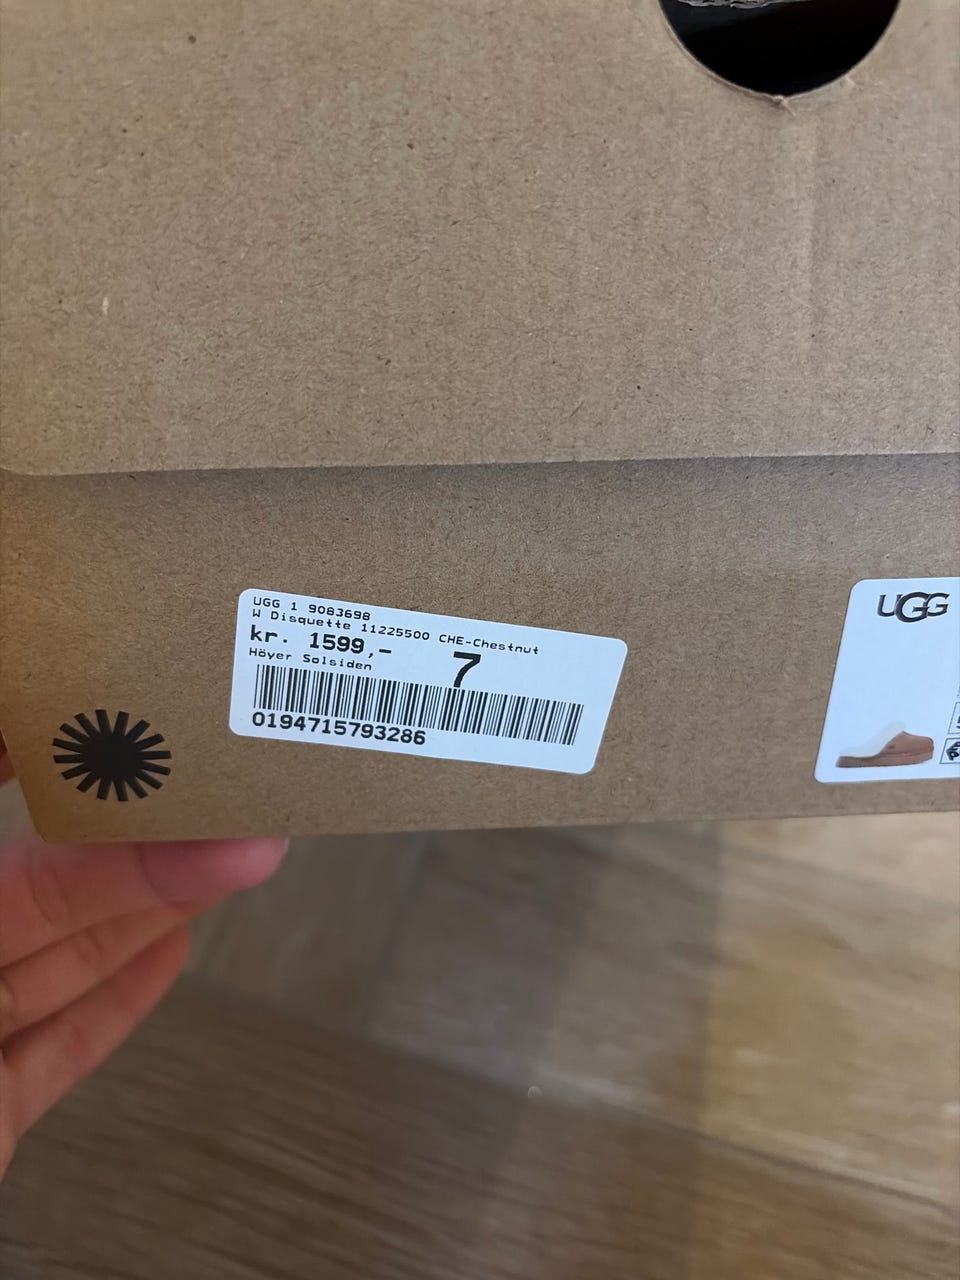 UGG 1 9083698
W Disquette 11225500 CHE-Chestnut
kr. 1599,-
7
Höyer Solsiden
0194715793286
UGG